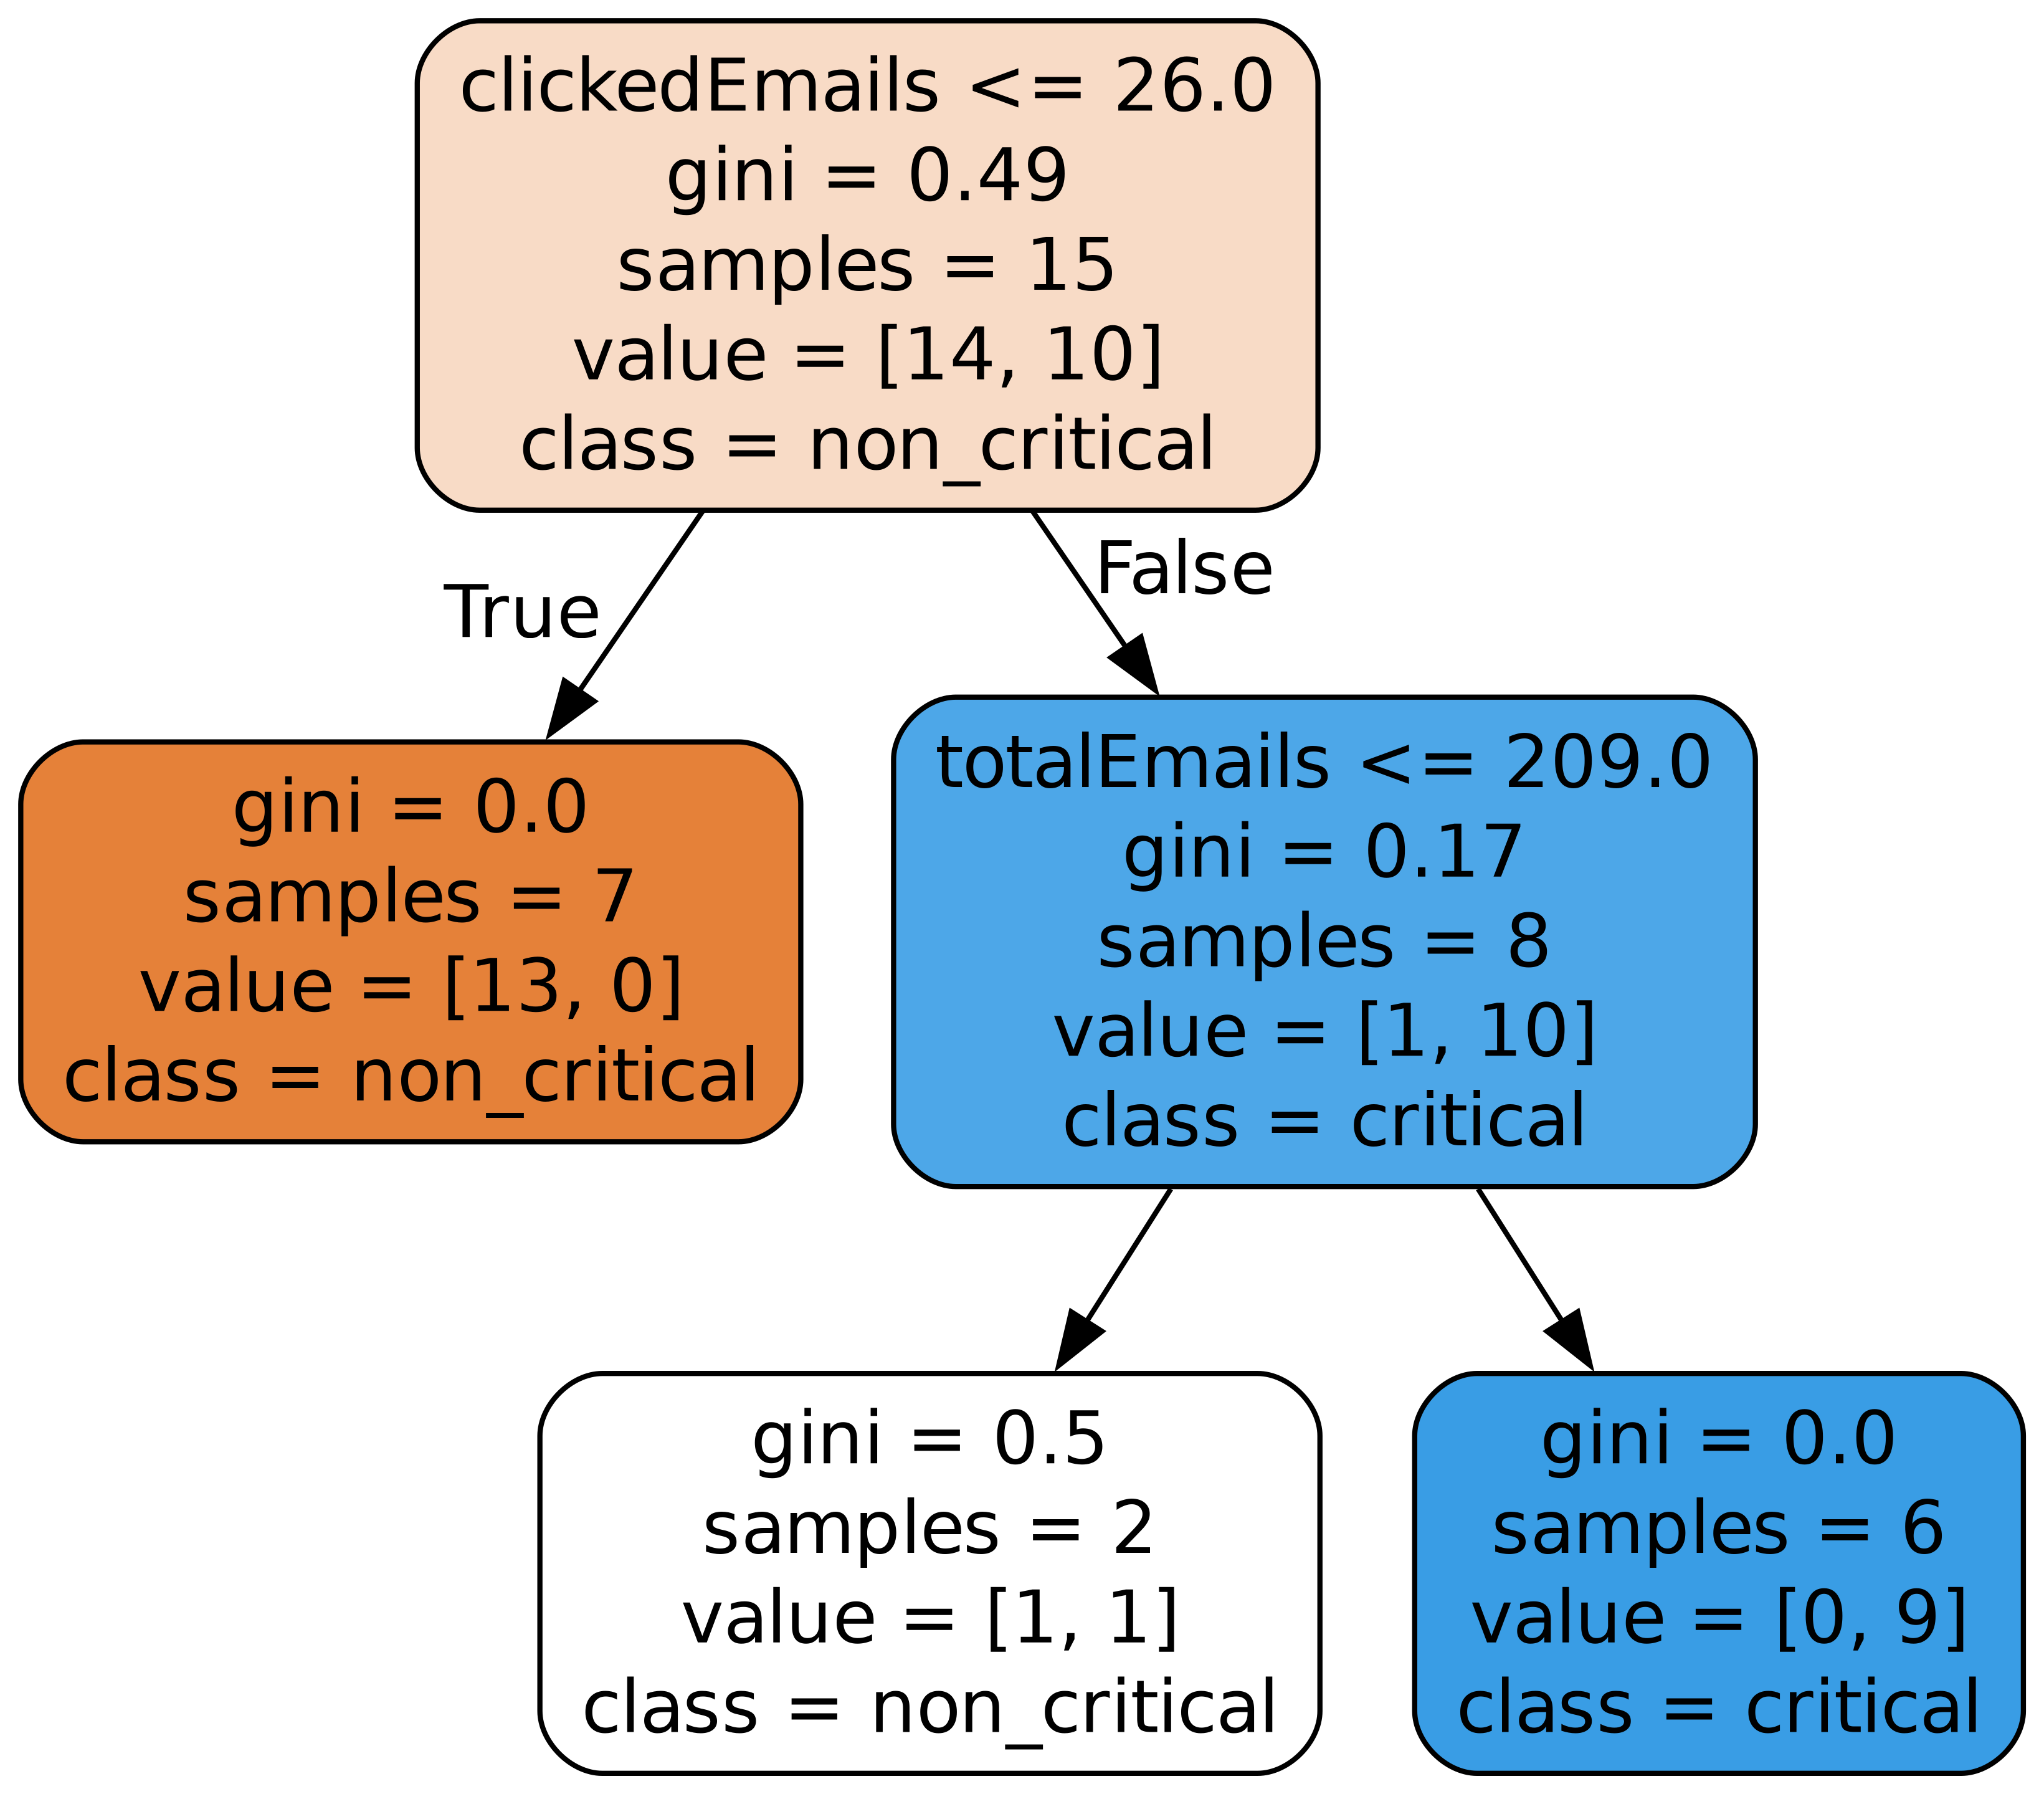 clickedEmails <= 26.0
gini = 0.49
samples = 15
value = [14, 10]
class = non_critical
True
False
gini = 0.0
samples = 7
value = [13, 0]
class = non_critical
totalEmails <= 209.0
gini = 0.17
samples = 8
value = [1, 10]
class = critical
gini = 0.5
samples = 2
value = [1, 1]
class = non_critical
gini = 0.0
samples = 6
value = [0, 9]
class = critical